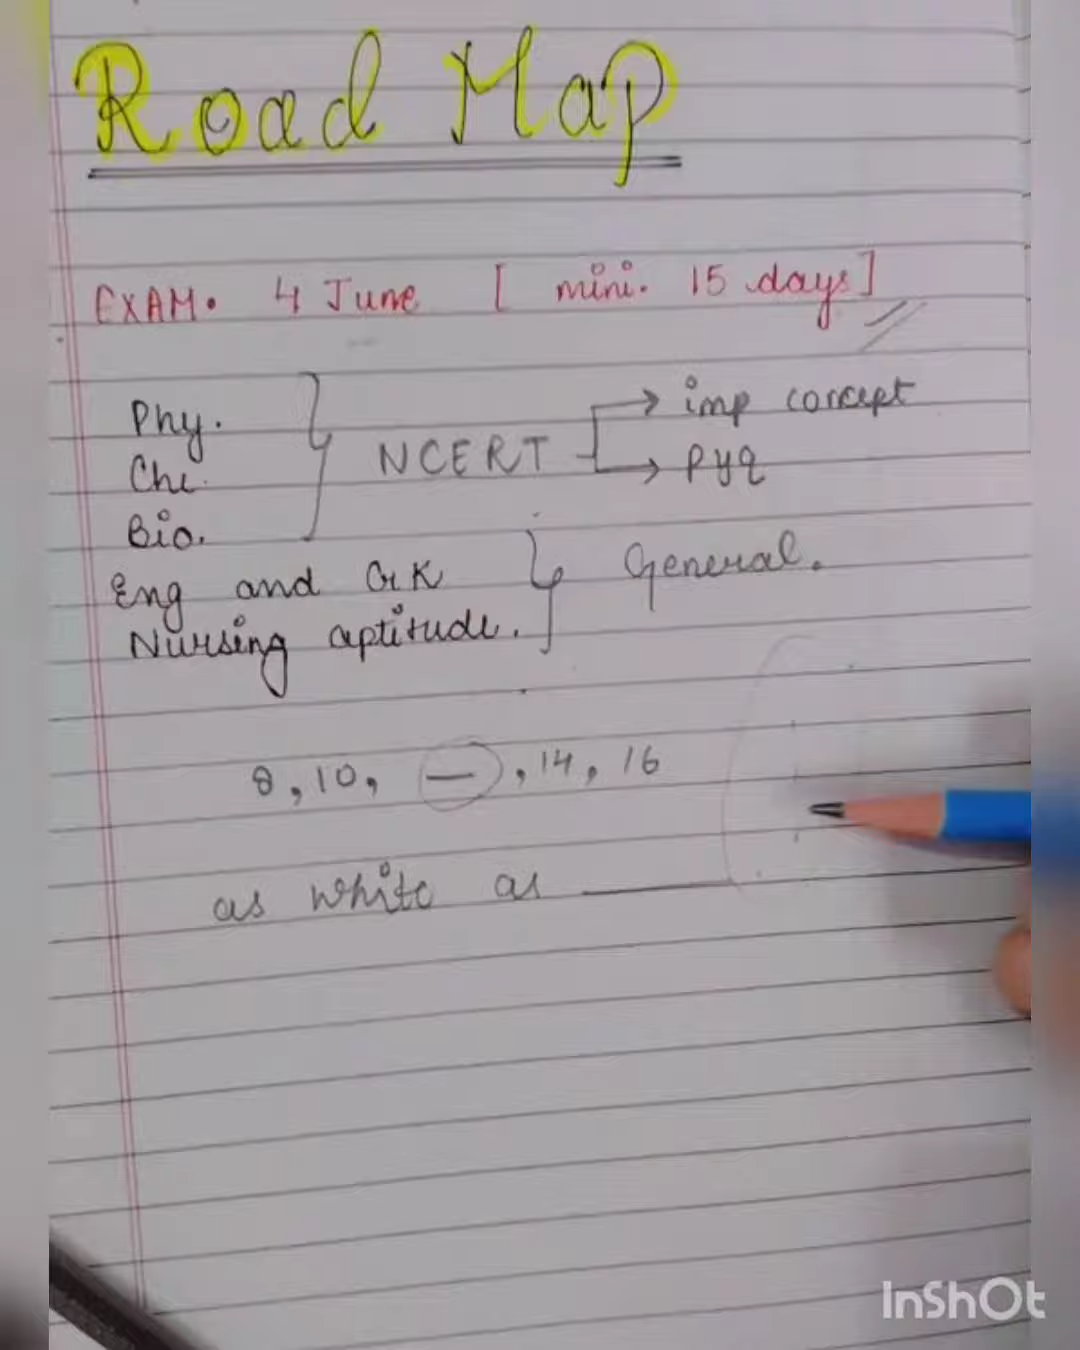 Road Map
EXAM. 4 June [ mini. 15 days]
Phy.
Che.
Bio.
NCERT → imp concept
→ PYQ
Eng and GK
Nursing aptitude.
General.
8, 10, —, 14, 16
as white as ———
InShOt